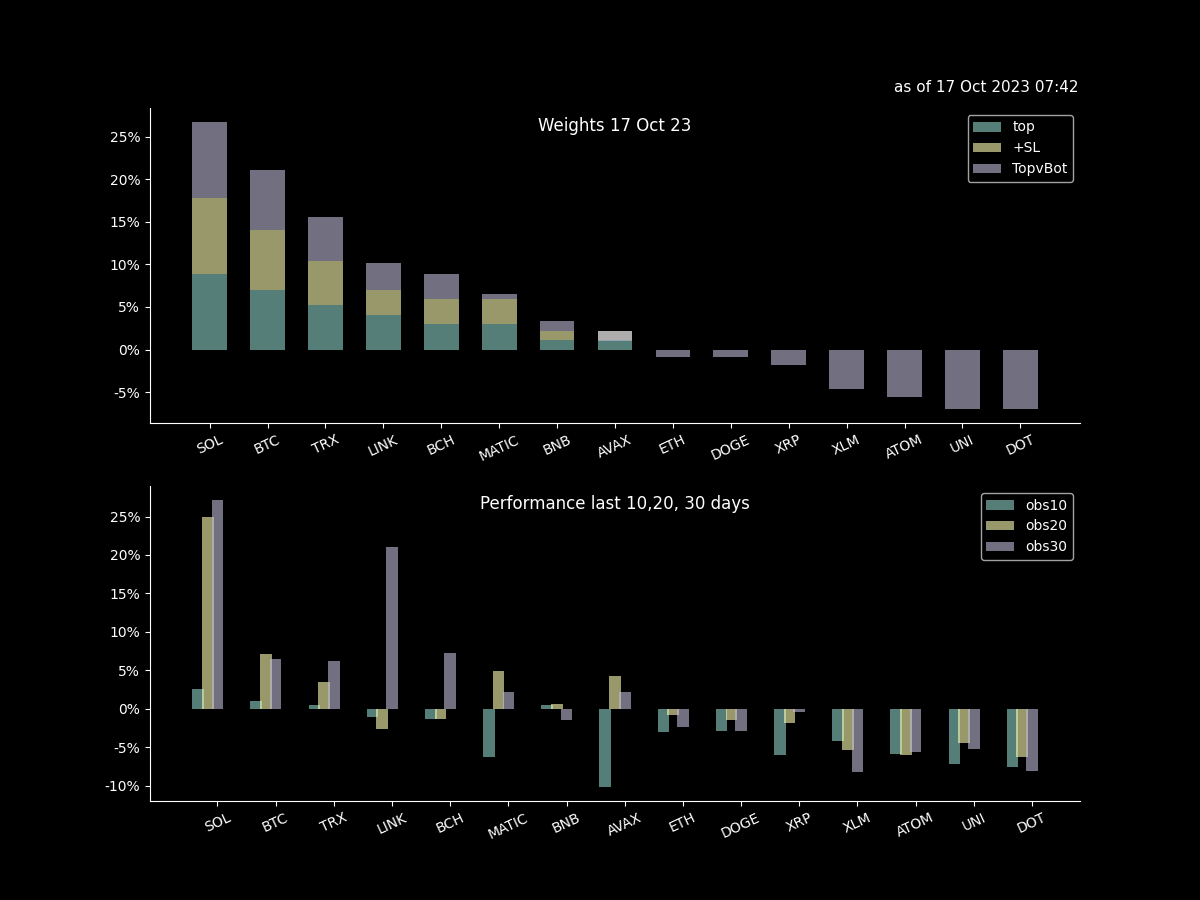 as of 17 Oct 2023 07:42
Weights 17 Oct 23
top
+SL
TopvBot
25%
20%
15%
10%
5%
0%
-5%
SOL BTC TRX LINK BCH MATIC BNB AVAX ETH DOGE XRP XLM ATOM UNI DOT
Performance last 10,20, 30 days
obs10
obs20
obs30
25%
20%
15%
10%
5%
0%
-5%
-10%
SOL BTC TRX LINK BCH MATIC BNB AVAX ETH DOGE XRP XLM ATOM UNI DOT